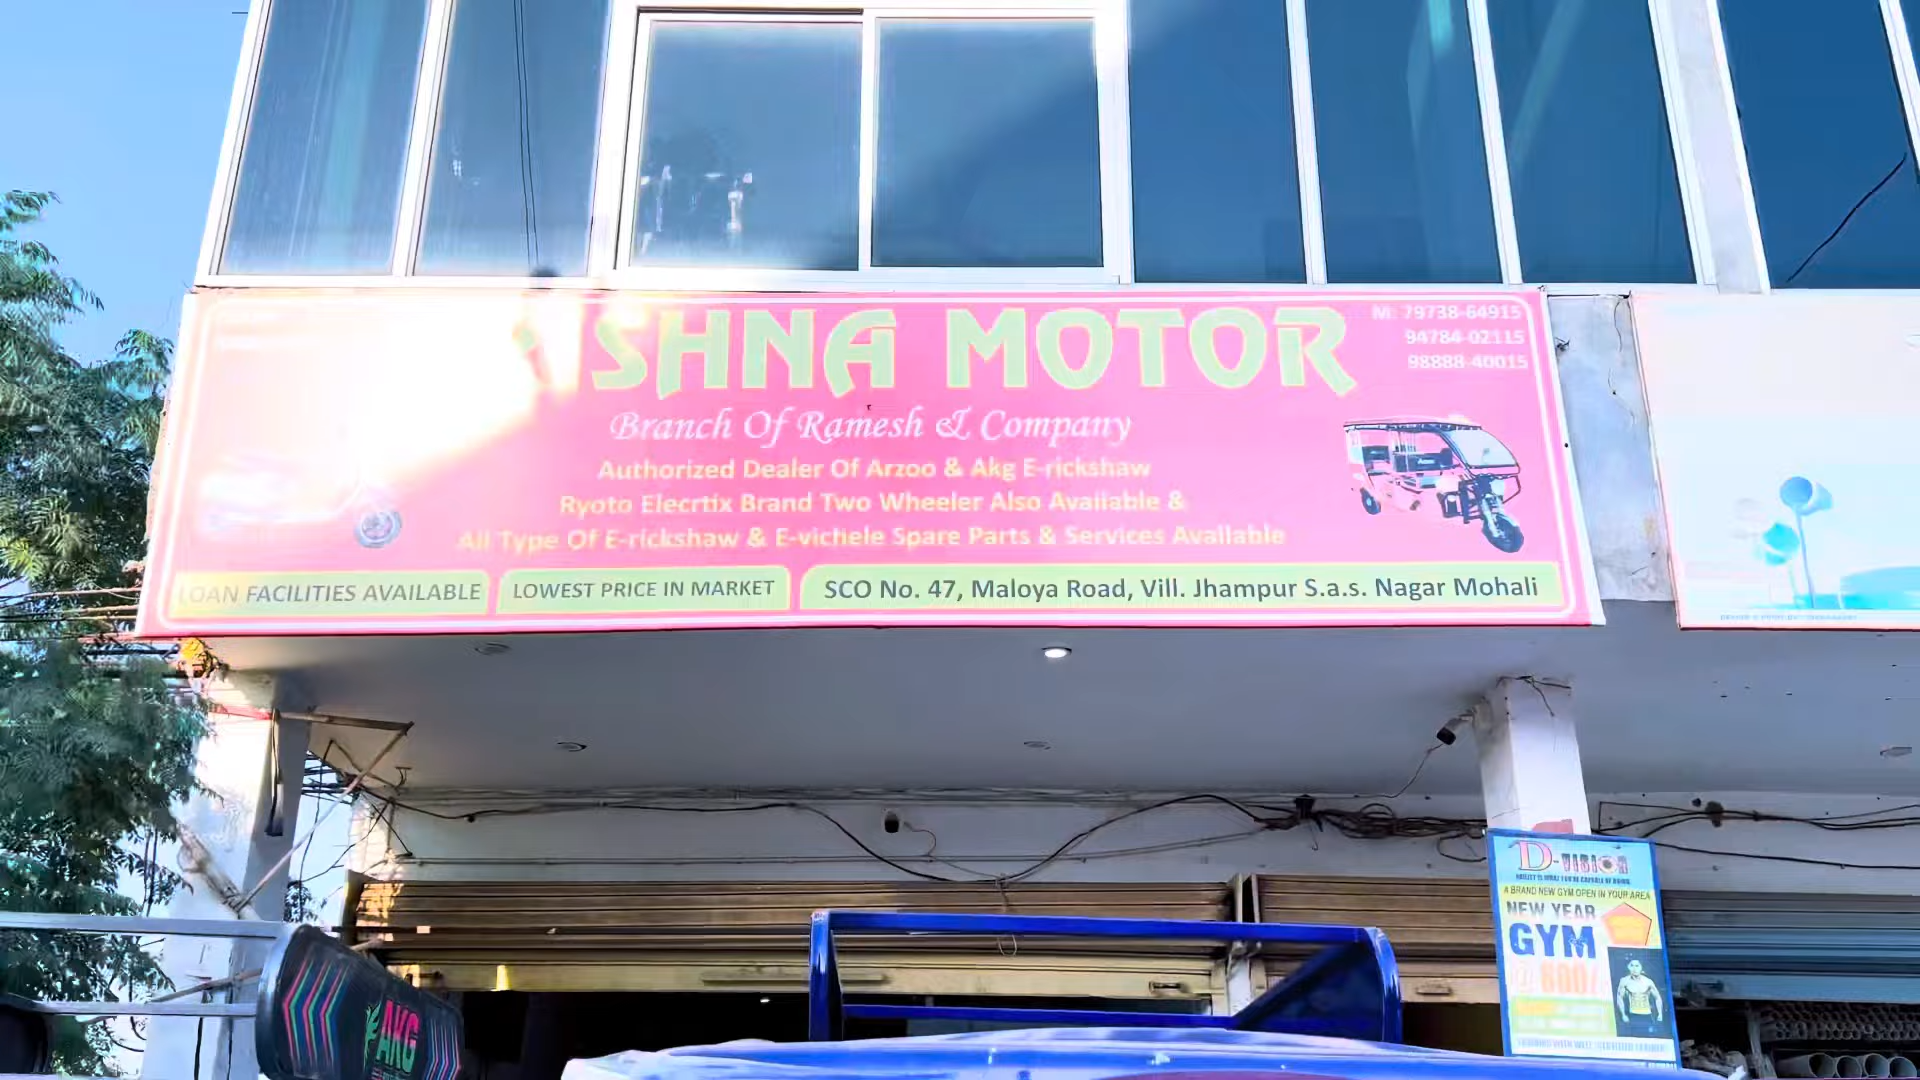 SHNA MOTOR
M: 79738-64915
94784-02115
98888-40015
Branch Of Ramesh & Company
Authorized Dealer Of Arzoo & Akg E-rickshaw
Ryoto Elecrtix Brand Two Wheeler Also Available &
All Type Of E-rickshaw & E-vichele Spare Parts & Services Available
LOAN FACILITIES AVAILABLE
LOWEST PRICE IN MARKET
SCO No. 47, Maloya Road, Vill. Jhampur S.a.s. Nagar Mohali
D-VISION
A BRAND NEW GYM OPEN IN YOUR AREA
NEW YEAR
GYM
AKG